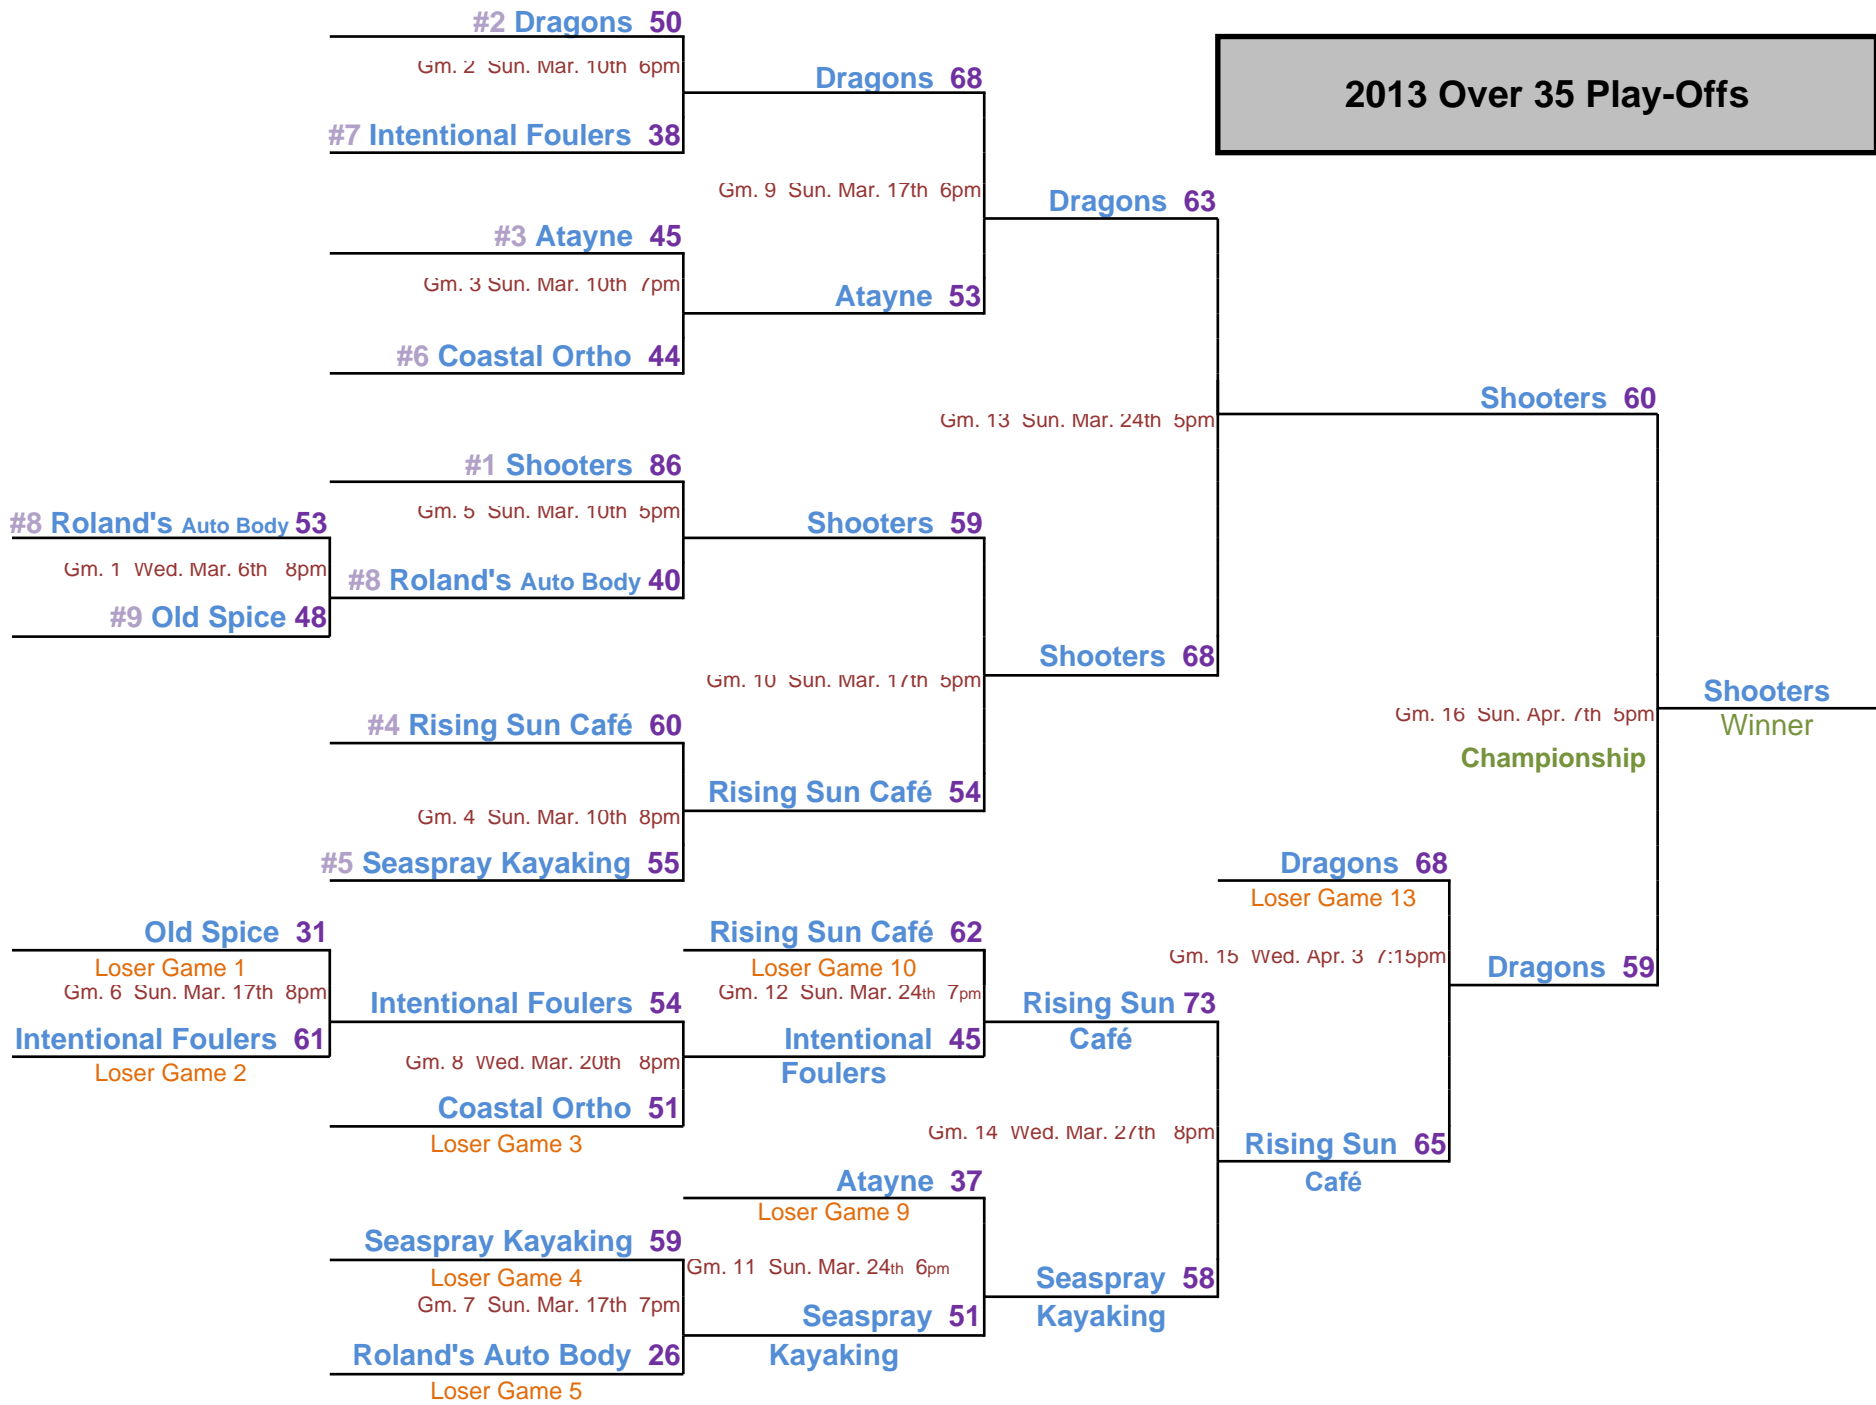 #2 Dragons 50
Gm. 2 Sun. Mar. 10th 6pm
#7 Intentional Foulers 38
Dragons 68
2013 Over 35 Play-Offs
Gm. 9 Sun. Mar. 17th 6pm
Dragons 63
#3 Atayne 45
Gm. 3 Sun. Mar. 10th 7pm
Atayne 53
#6 Coastal Ortho 44
Gm. 13 Sun. Mar. 24th 5pm
Shooters 60
#1 Shooters 86
Gm. 5 Sun. Mar. 10th 5pm
Shooters 59
#8 Roland's Auto Body 53
Gm. 1 Wed. Mar. 6th 8pm
#8 Roland's Auto Body 40
#9 Old Spice 48
Shooters 68
Gm. 10 Sun. Mar. 17th 5pm
Shooters
Winner
Gm. 16 Sun. Apr. 7th 5pm
Championship
#4 Rising Sun Café 60
Rising Sun Café 54
Gm. 4 Sun. Mar. 10th 8pm
#5 Seaspray Kayaking 55
Dragons 68
Loser Game 13
Old Spice 31
Loser Game 1
Gm. 6 Sun. Mar. 17th 8pm
Intentional Foulers 61
Loser Game 2
Intentional Foulers 54
Gm. 8 Wed. Mar. 20th 8pm
Coastal Ortho 51
Loser Game 3
Rising Sun Café 62
Loser Game 10
Gm. 12 Sun. Mar. 24th 7pm
Intentional 45
Foulers
Rising Sun 73
Café
Gm. 15 Wed. Apr. 3 7:15pm
Dragons 59
Gm. 14 Wed. Mar. 27th 8pm
Rising Sun 65
Café
Atayne 37
Loser Game 9
Seaspray Kayaking 59
Loser Game 4
Gm. 7 Sun. Mar. 17th 7pm
Roland's Auto Body 26
Loser Game 5
Gm. 11 Sun. Mar. 24th 6pm
Seaspray 51
Kayaking
Seaspray 58
Kayaking